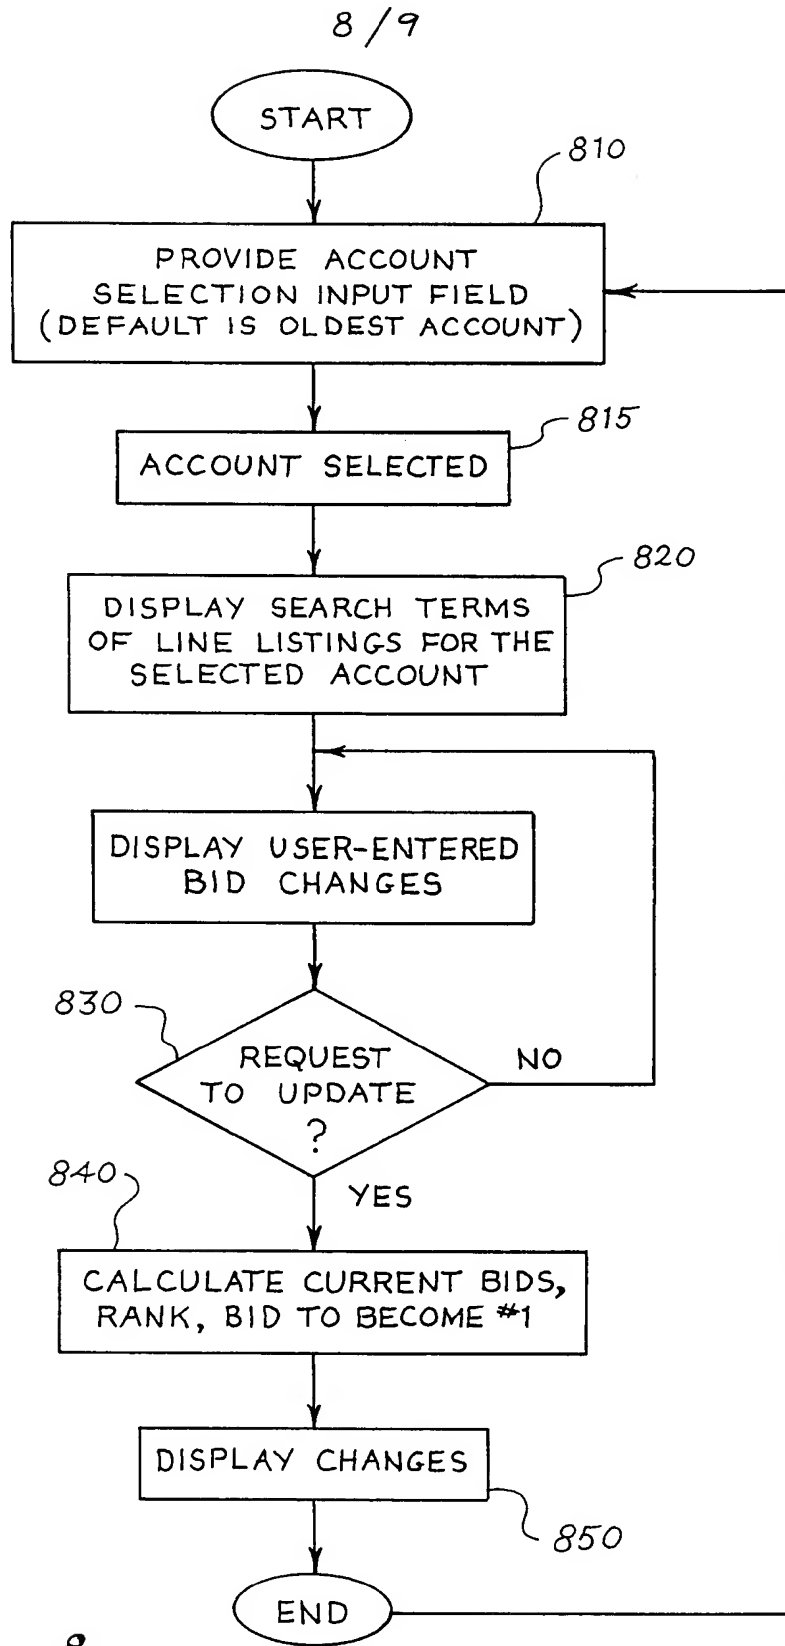 8/9
START
810
PROVIDE ACCOUNT
SELECTION INPUT FIELD
(DEFAULT IS OLDEST ACCOUNT)
815
ACCOUNT SELECTED
820
DISPLAY SEARCH TERMS
OF LINE LISTINGS FOR THE
SELECTED ACCOUNT
DISPLAY USER-ENTERED
BID CHANGES
830
REQUEST
TO UPDATE
?
NO
YES
840
CALCULATE CURRENT BIDS,
RANK, BID TO BECOME #1
DISPLAY CHANGES
850
END